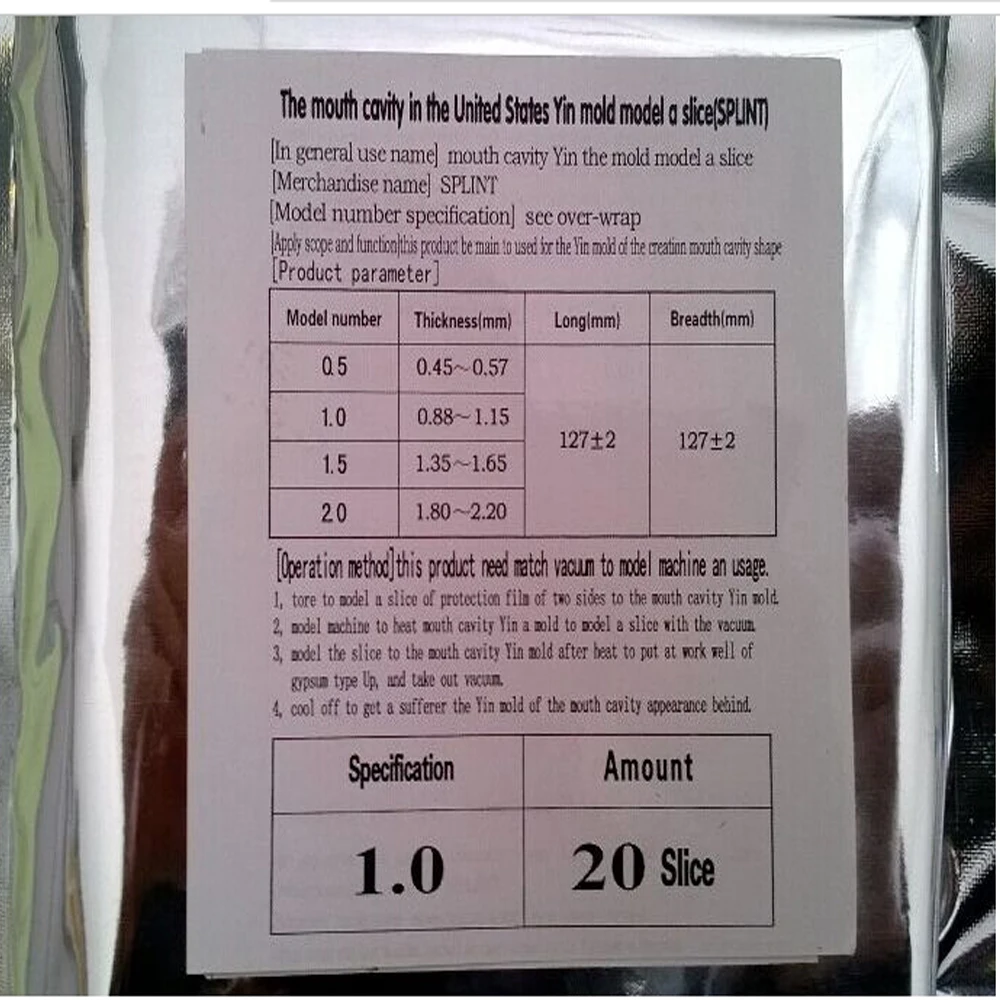 The mouth cavity in the United States Yin mold model a slice(SPLINT)
[In general use name] mouth cavity Yin the mold model a slice
[Merchandise name] SPLINT
[Model number specification] see over-wrap
[Apply scope and function]this product be main to used for the Yin mold of the creation mouth cavity shape
[Product parameter]
Model number Thickness(mm) Long(mm) Breadth(mm)
0.5 0.45~0.57
1.0 0.88~1.15
127±2 127±2
1.5 1.35~1.65
2.0 1.80~2.20
[Operation method]this product need match vacuum to model machine an usage.
1, tore to model a slice of protection film of two sides to the mouth cavity Yin mold.
2, model machine to heat mouth cavity Yin a mold to model a slice with the vacuum.
3, model the slice to the mouth cavity Yin mold after heat to put at work well of
gypsum type Up, and take out vacuum.
4, cool off to get a sufferer the Yin mold of the mouth cavity appearance behind.
Specification Amount
1.0 20 Slice